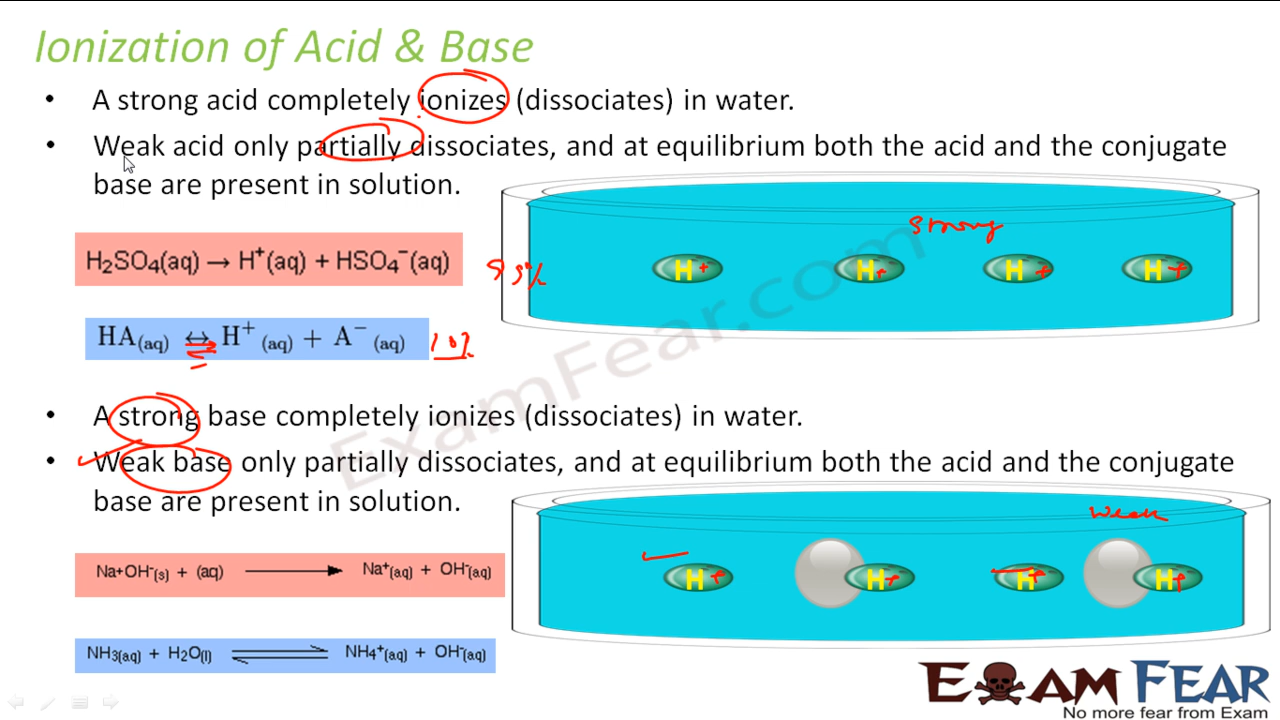 Ionization of Acid & Base
• A strong acid completely ionizes (dissociates) in water.
• Weak acid only partially dissociates, and at equilibrium both the acid and the conjugate
base are present in solution.
strong
H₂SO₄(aq) → H⁺(aq) + HSO₄⁻(aq)
H+ H+ H+ H+
HA(aq) ↔ H⁺(aq) + A⁻(aq) 10%
• A strong base completely ionizes (dissociates) in water.
• Weak base only partially dissociates, and at equilibrium both the acid and the conjugate
base are present in solution.
weak
Na+OH⁻(s) + (aq) ⟶ Na⁺(aq) + OH⁻(aq)
H+ H+ H+ H+
NH₃(aq) + H₂O(l) ⇌ NH₄⁺(aq) + OH⁻(aq)
ExamFear.com
EXAM FEAR
No more fear from Exam